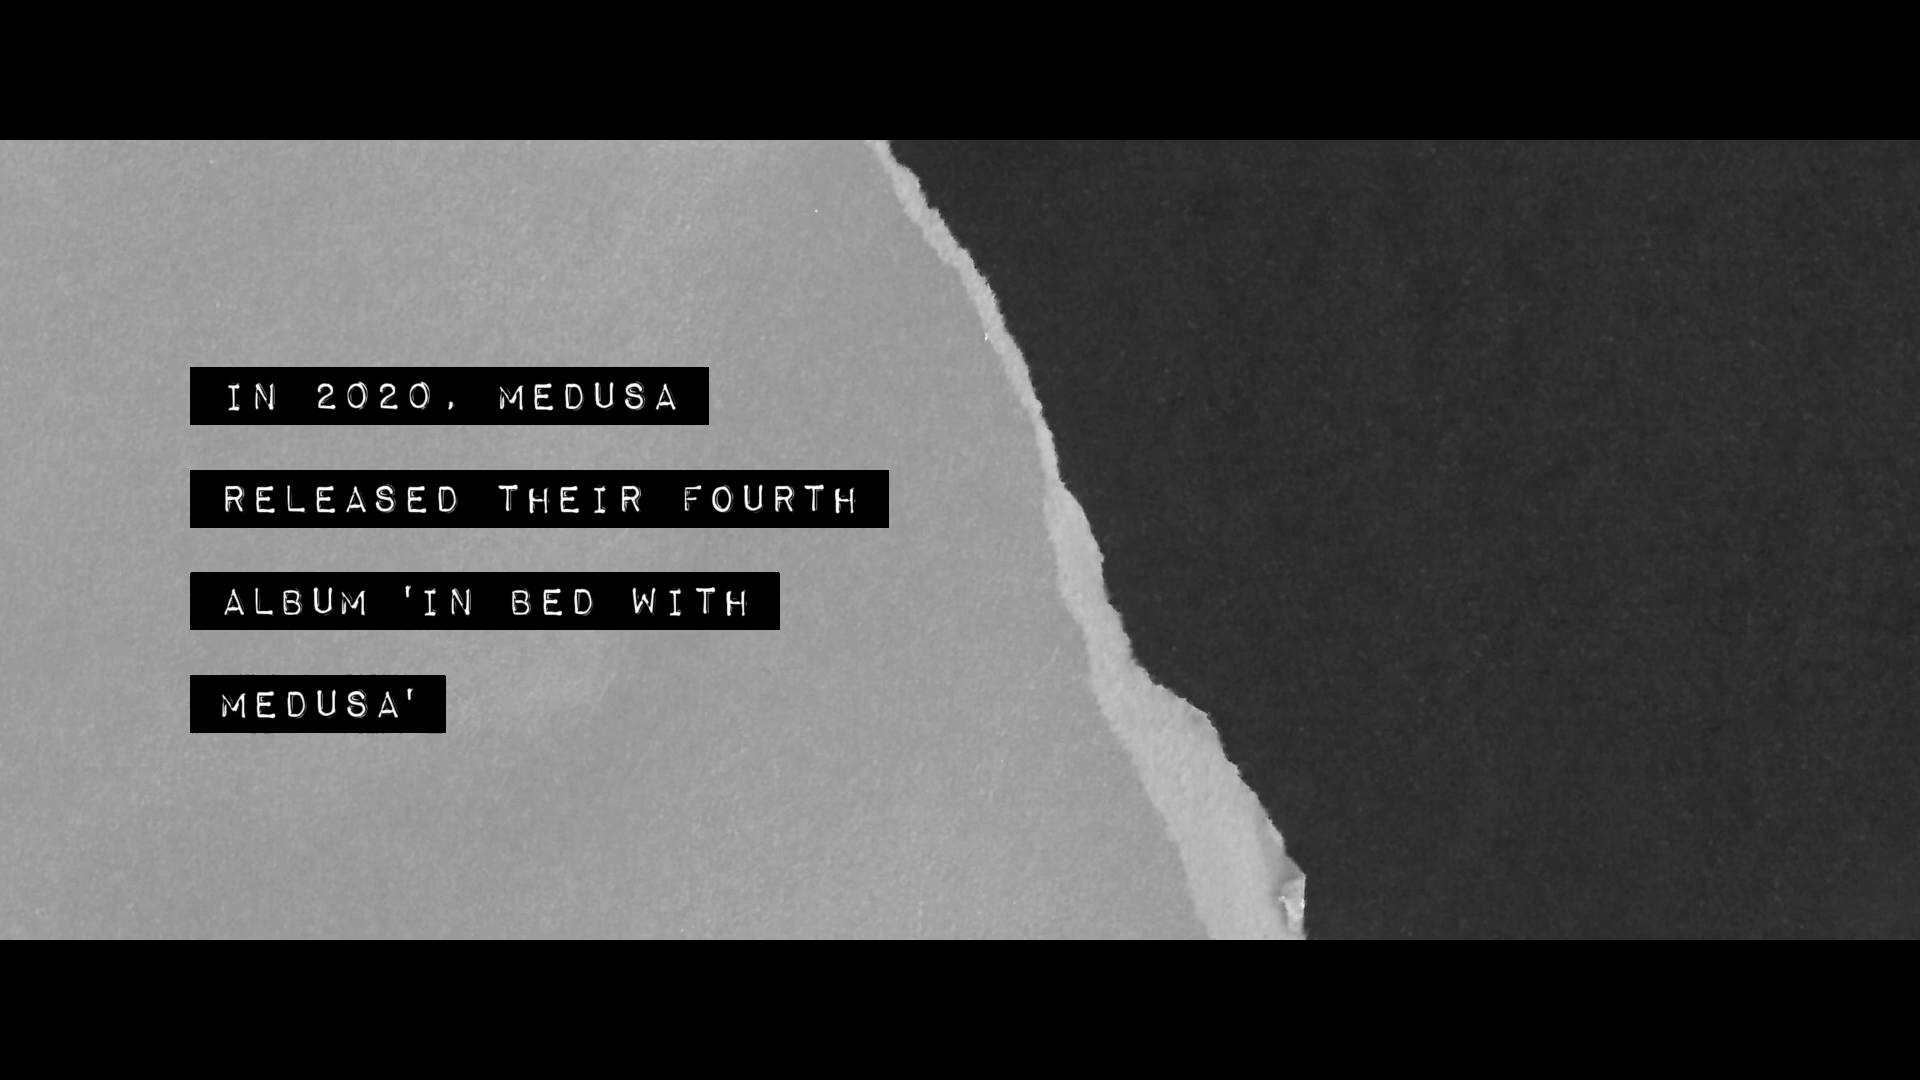 IN 2020, MEDUSA
RELEASED THEIR FOURTH
ALBUM 'IN BED WITH
MEDUSA'